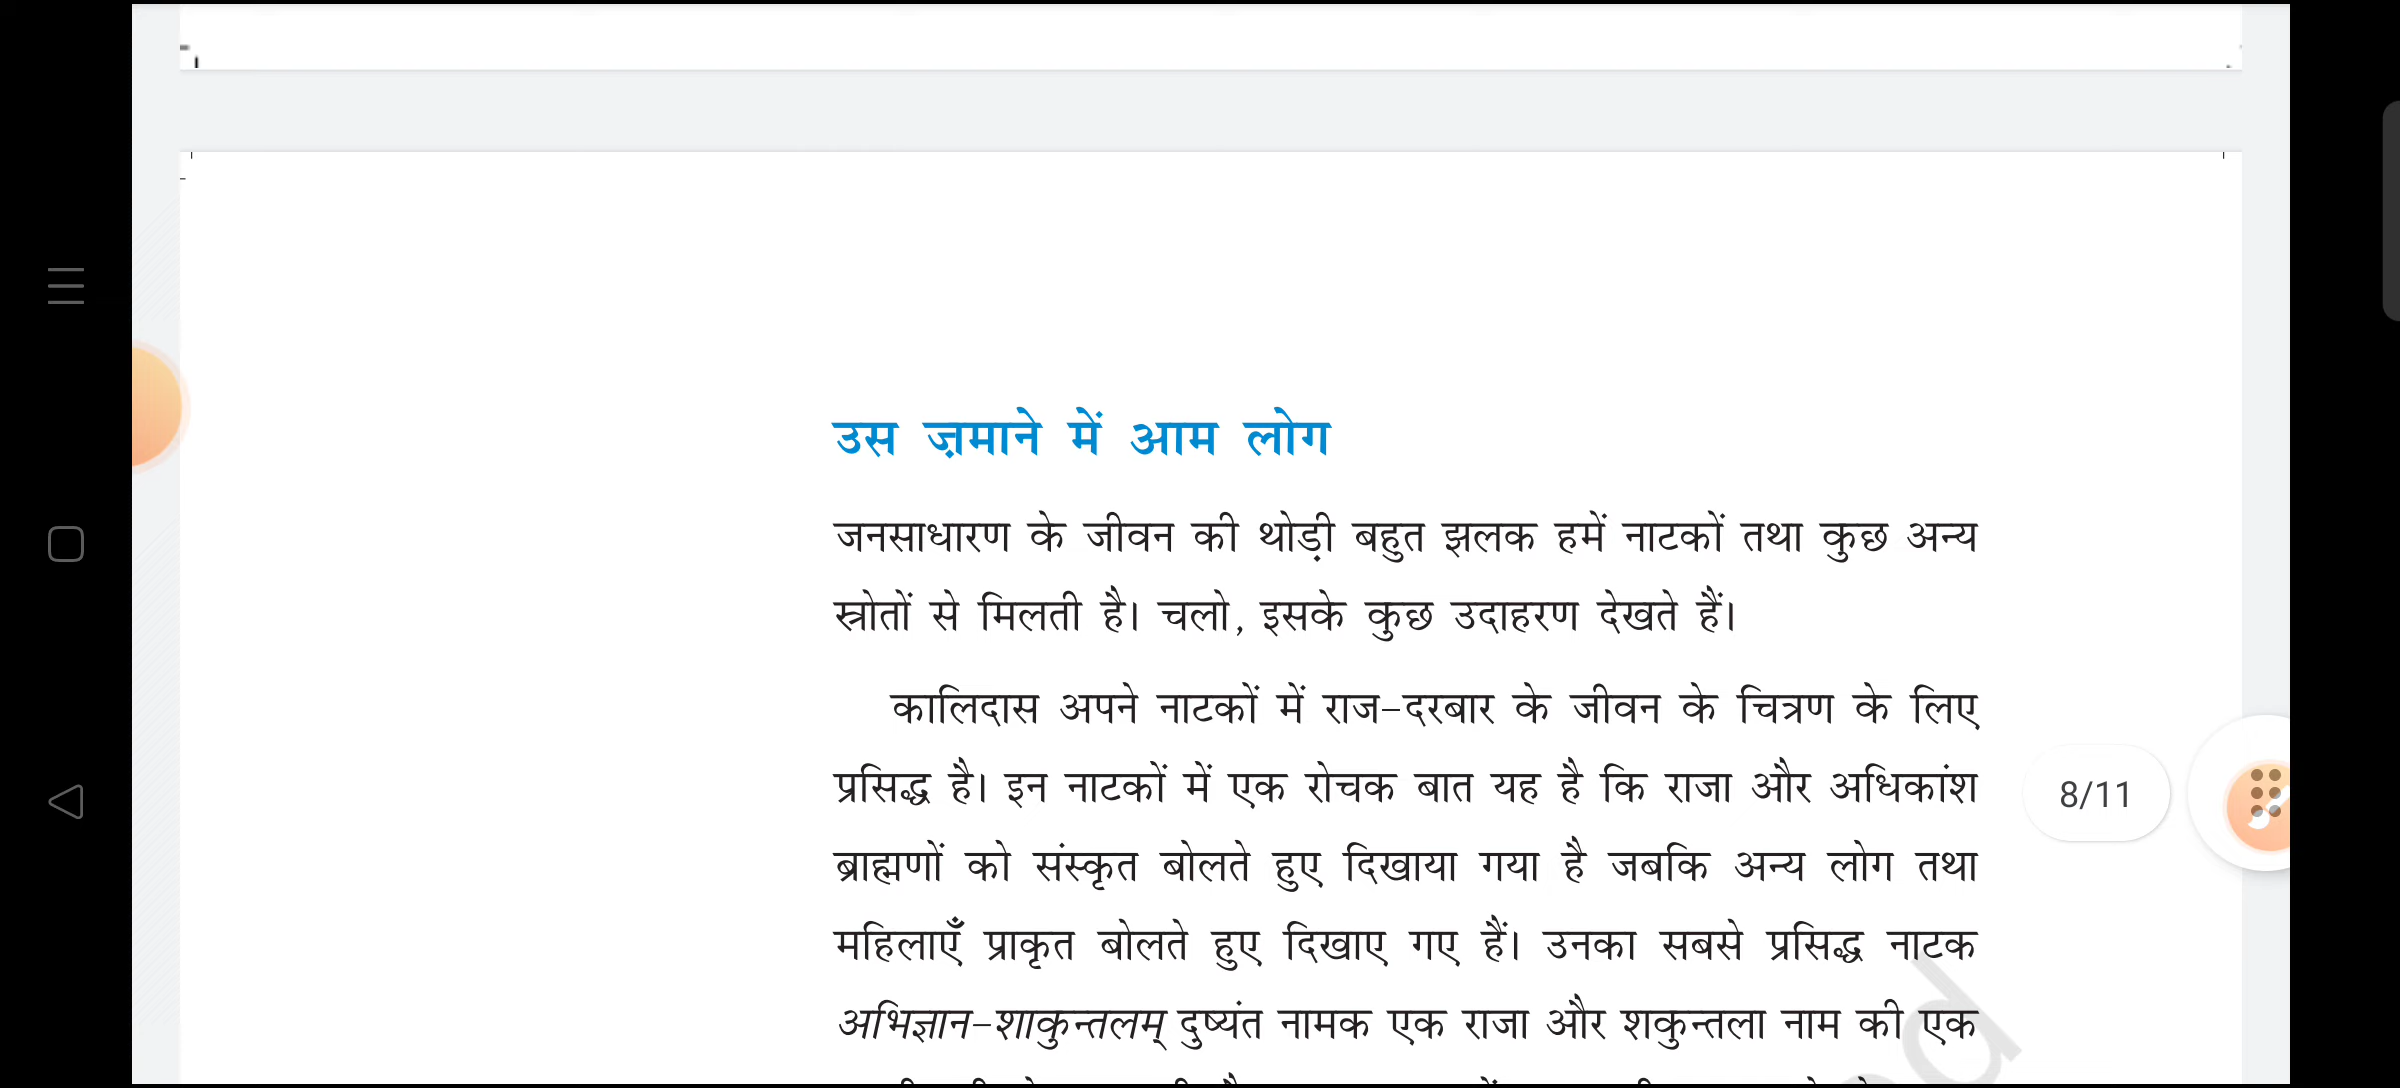 उस ज़माने में आम लोग
जनसाधारण के जीवन की थोड़ी बहुत झलक हमें नाटकों तथा कुछ अन्य
स्रोतों से मिलती है। चलो, इसके कुछ उदाहरण देखते हैं।
कालिदास अपने नाटकों में राज-दरबार के जीवन के चित्रण के लिए
प्रसिद्ध है। इन नाटकों में एक रोचक बात यह है कि राजा और अधिकांश
ब्राह्मणों को संस्कृत बोलते हुए दिखाया गया है जबकि अन्य लोग तथा
महिलाएँ प्राकृत बोलते हुए दिखाए गए हैं। उनका सबसे प्रसिद्ध नाटक
अभिज्ञान-शाकुन्तलम् दुष्यंत नामक एक राजा और शकुन्तला नाम की एक
8/11